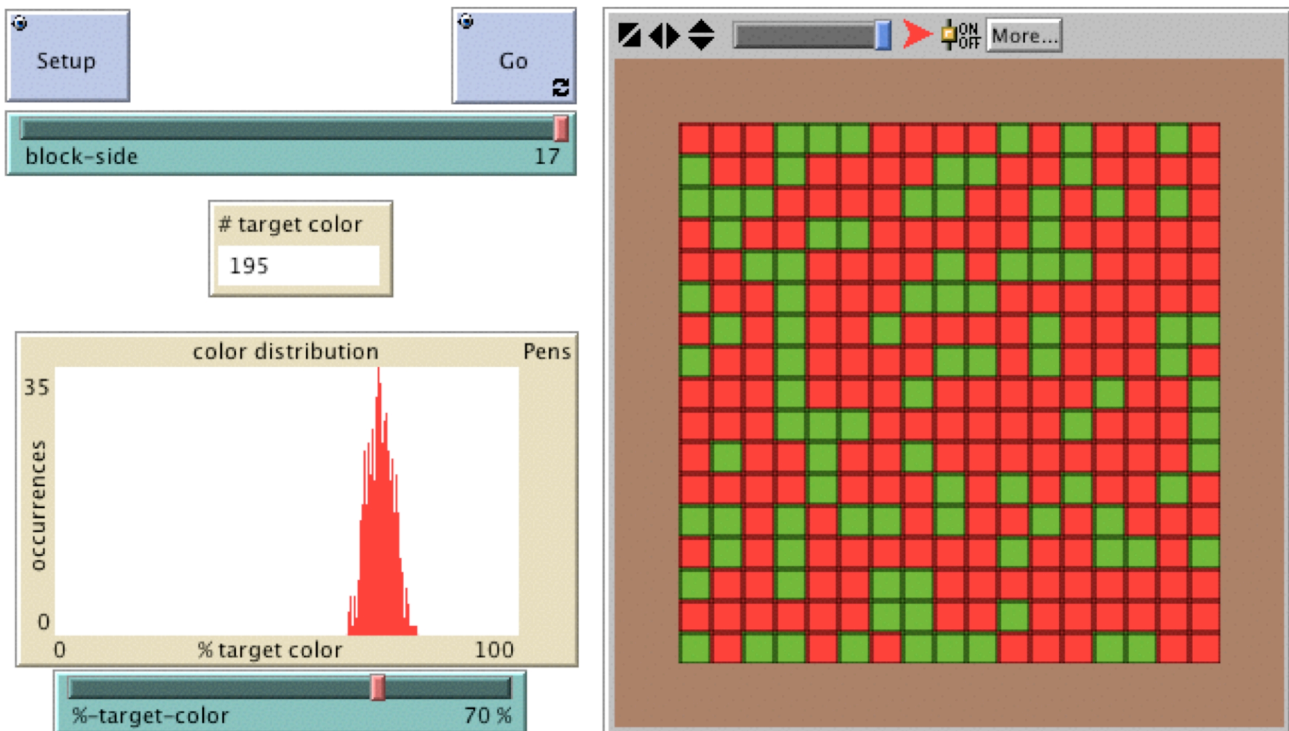 Setup
Go
block-side 17
# target color
195
color distribution Pens
35
occurrences
0
0 % target color 100
%-target-color 70 %
ON
OFF
More...